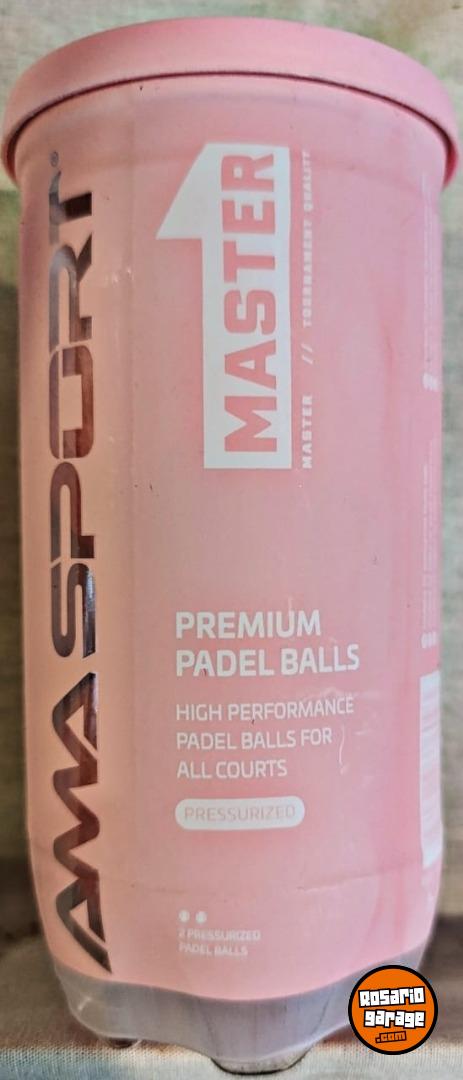 AMA SPORT®
MASTER
MASTER // TOURNAMENT QUALITY
PREMIUM
PADEL BALLS
HIGH PERFORMANCE
PADEL BALLS FOR
ALL COURTS
PRESSURIZED
2 PRESSURIZED
PADEL BALLS
Rosario
garage
.com